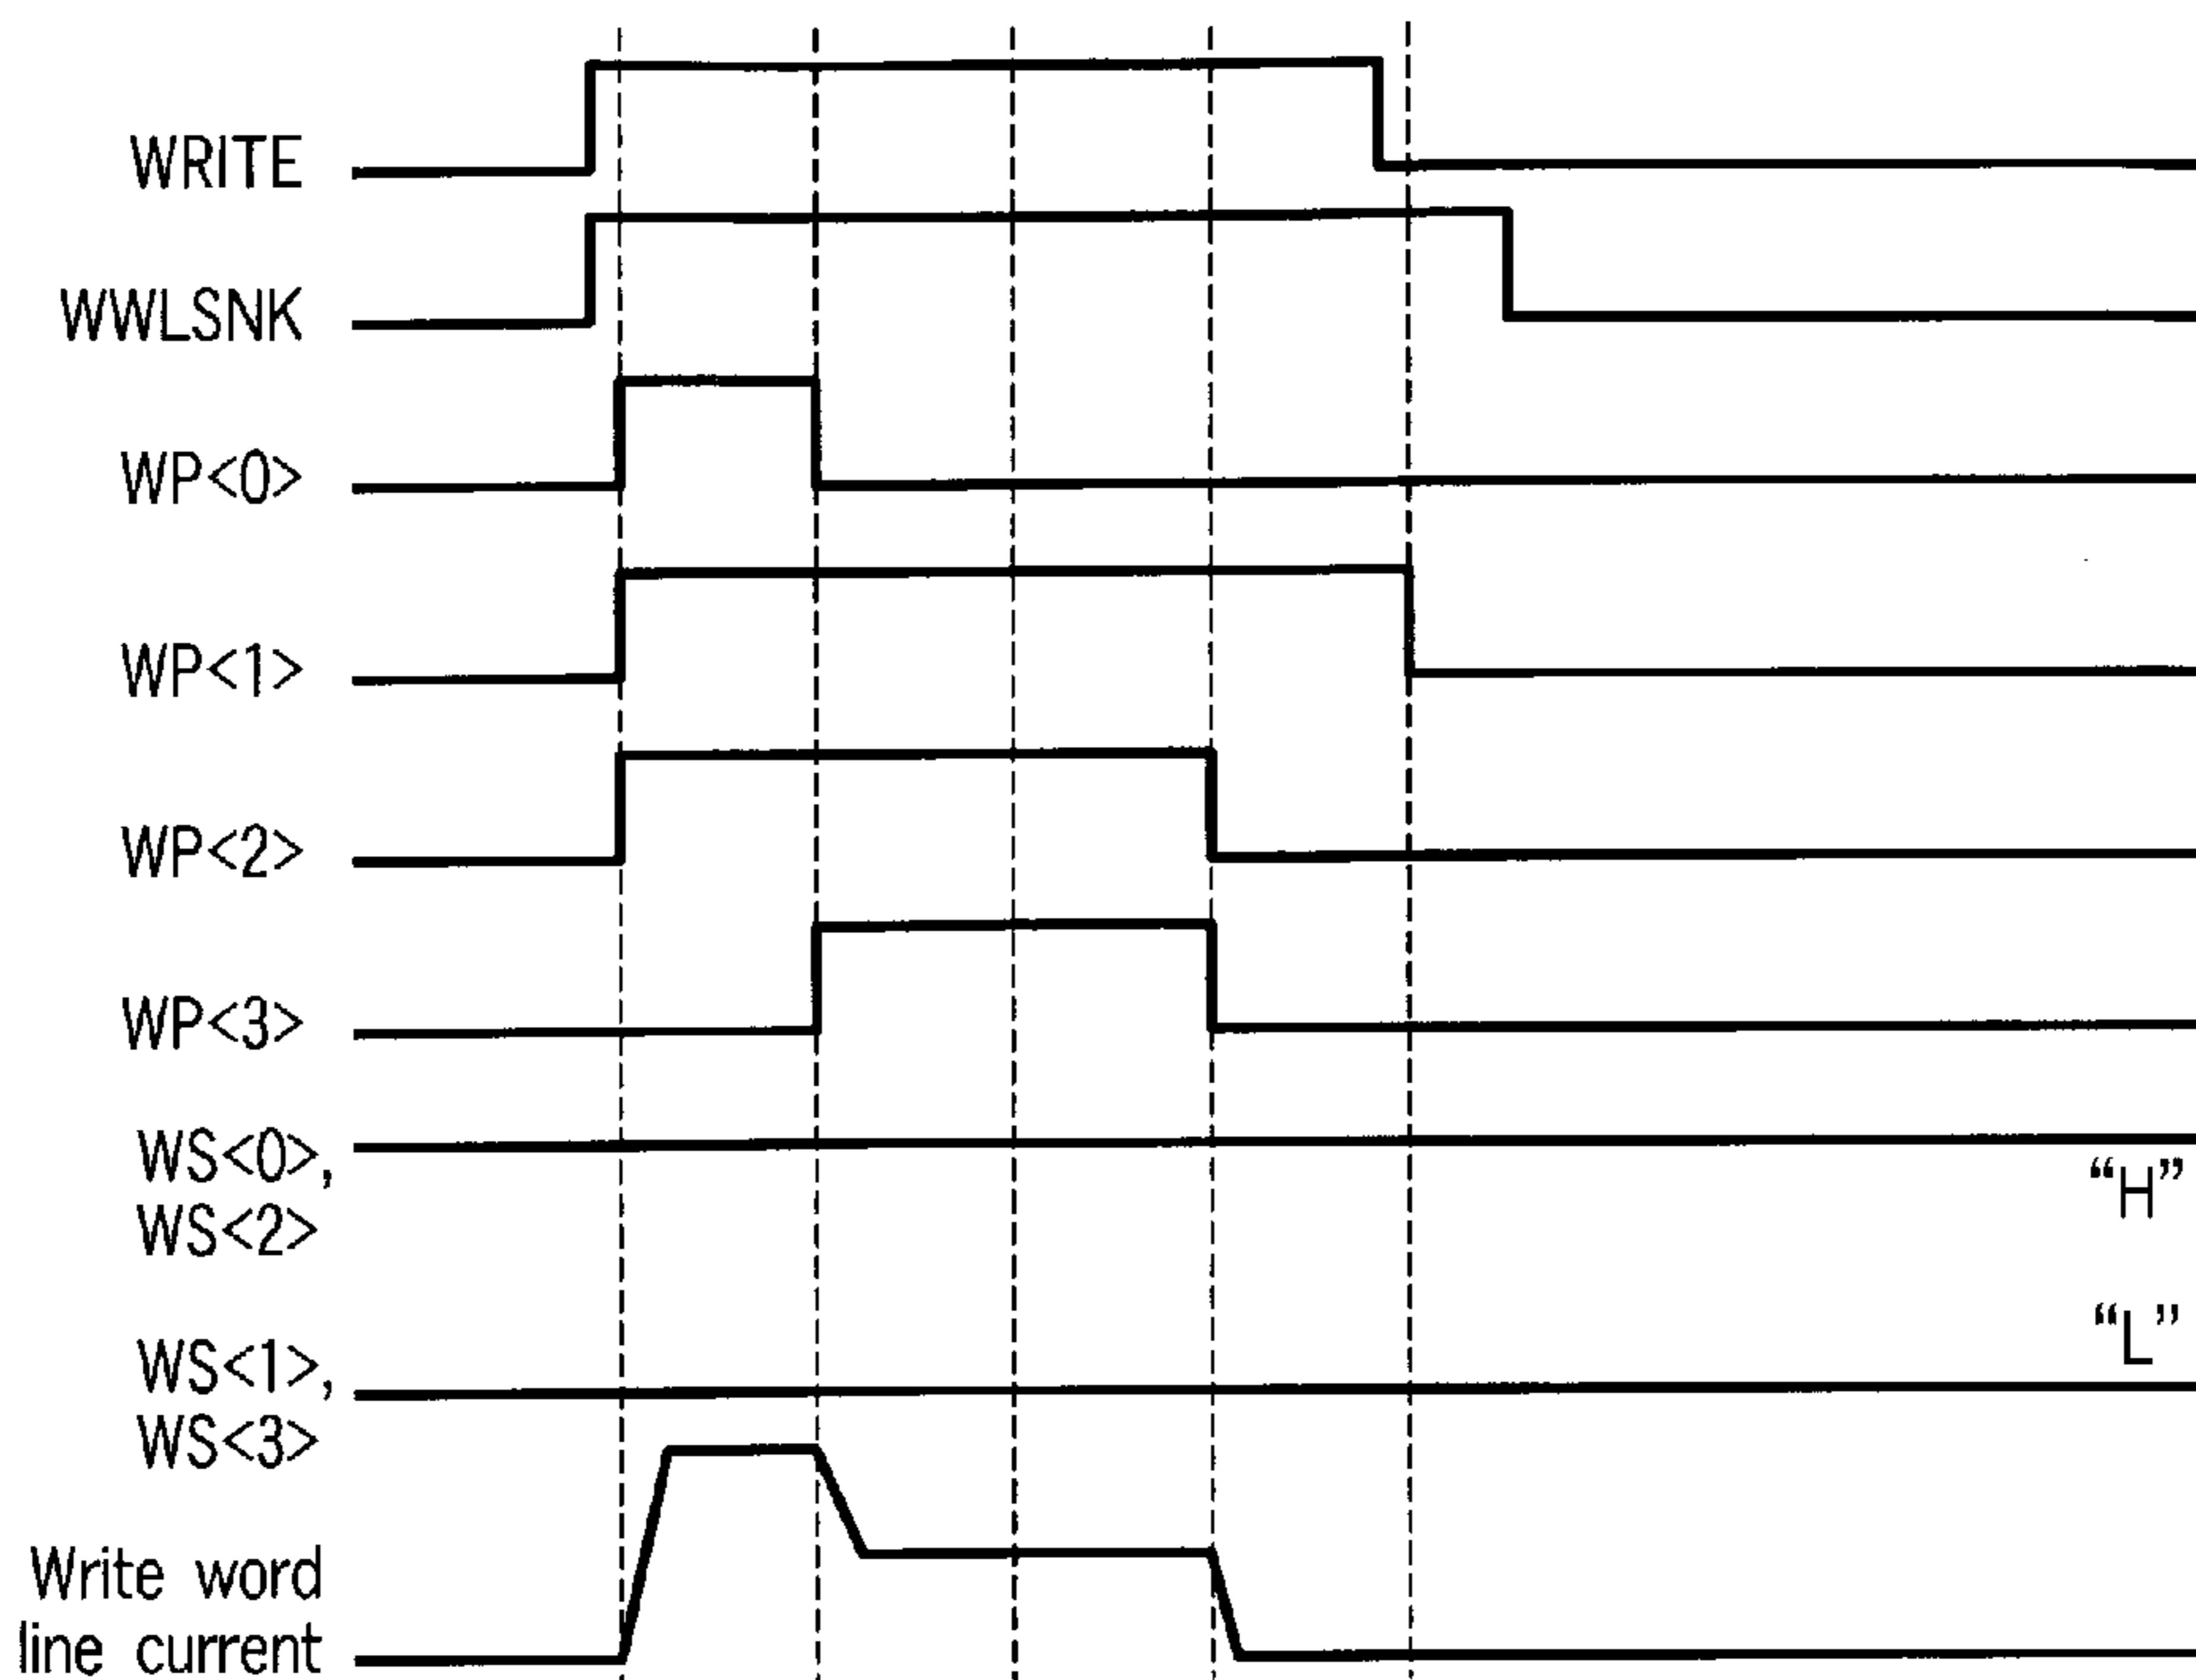 WRITE
WWLSNK
WP<0>
WP<1>
WP<2>
WP<3>
WS<0>,
WS<2>
“H”
WS<1>,
WS<3>
“L”
Write word
line current